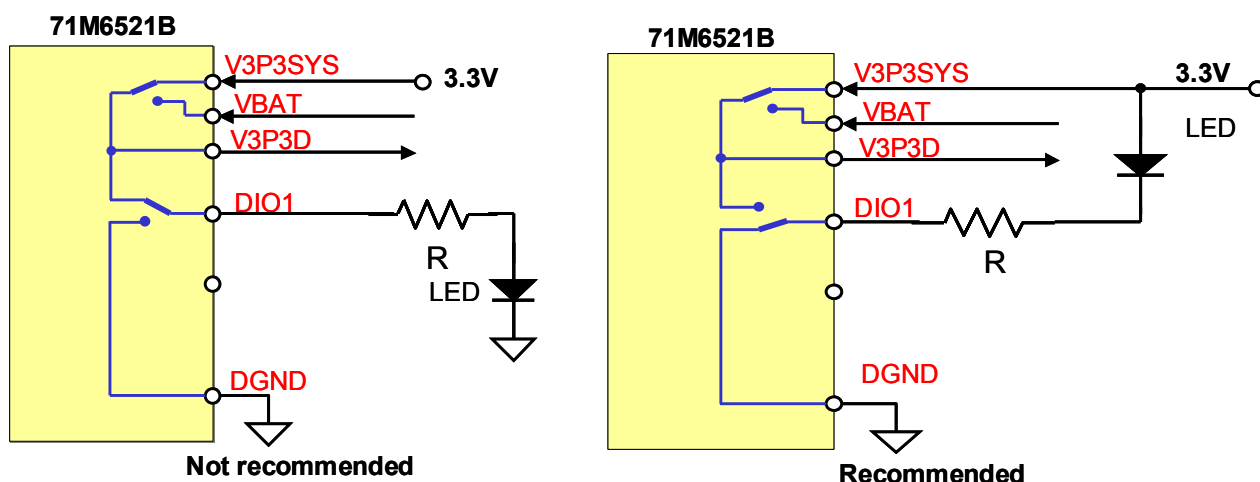 71M6521B
V3P3SYS
3.3V
VBAT
V3P3D
DIO1
R
LED
DGND
Not recommended
71M6521B
V3P3SYS
3.3V
LED
VBAT
V3P3D
DIO1
R
DGND
Recommended